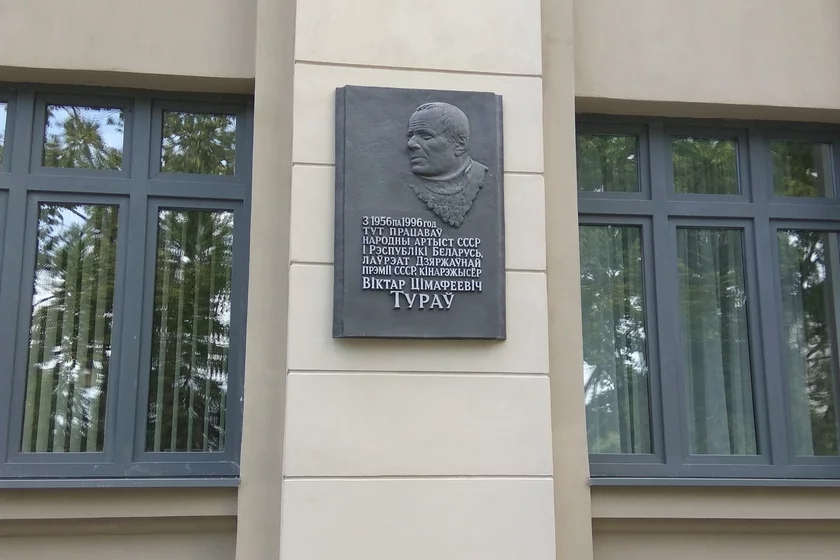 З 1956 ПА 1996 ГОД
ТУТ ПРАЦАВАЎ
НАРОДНЫ АРТЫСТ СССР
І РЭСПУБЛІКІ БЕЛАРУСЬ,
ЛАЎРЭАТ ДЗЯРЖАЎНАЙ
ПРЭМІІ СССР, КІНАРЭЖЫСЁР
ВІКТАР ЦІМАФЕЕВІЧ
ТУРАЎ